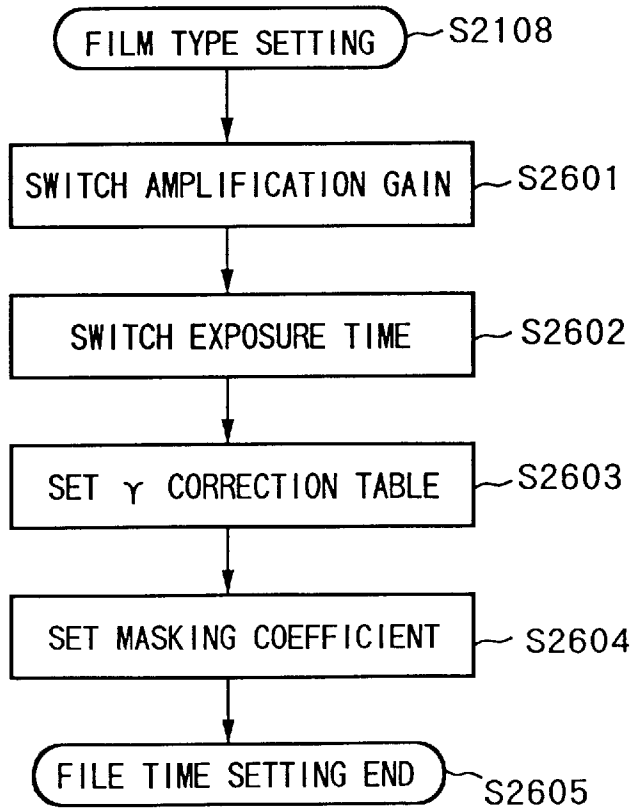 FILM TYPE SETTING
S2108
SWITCH AMPLIFICATION GAIN
S2601
SWITCH EXPOSURE TIME
S2602
SET γ CORRECTION TABLE
S2603
SET MASKING COEFFICIENT
S2604
FILE TIME SETTING END
S2605